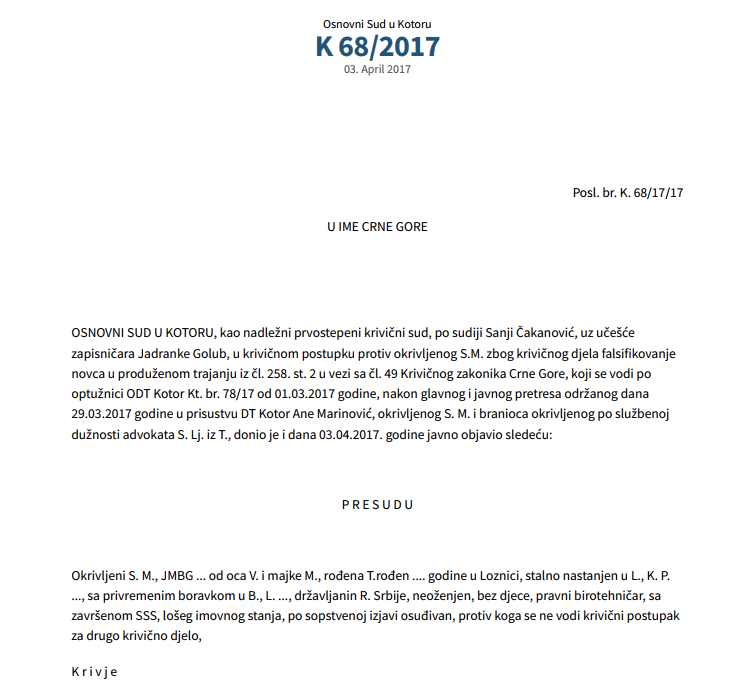 Osnovni Sud u Kotoru
K 68/2017
03. April 2017
Posl. br. K. 68/17/17
U IME CRNE GORE
OSNOVNI SUD U KOTORU, kao nadležni prvostepeni krivični sud, po sudiji Sanji Čakanović, uz učešće
zapisničara Jadranke Golub, u krivičnom postupku protiv okrivljenog S.M. zbog krivičnog djela falsifikovanje
novca u produženom trajanju iz čl. 258. st. 2 u vezi sa čl. 49 Krivičnog zakonika Crne Gore, koji se vodi po
optužnici ODT Kotor Kt. br. 78/17 od 01.03.2017 godine, nakon glavnog i javnog pretresa održanog dana
29.03.2017 godine u prisustvu DT Kotor Ane Marinović, okrivljenog S. M. i branioca okrivljenog po službenoj
dužnosti advokata S. Lj. iz T., donio je i dana 03.04.2017. godine javno objavio sledeću:
P R E S U D U
Okrivljeni S. M., JMBG ... od oca V. i majke M., rođena T.rođen .... godine u Loznici, stalno nastanjen u L., K. P.
..., sa privremenim boravkom u B., L. ..., državljanin R. Srbije, neoženjen, bez djece, pravni birotehničar, sa
završenom SSS, lošeg imovnog stanja, po sopstvenoj izjavi osuđivan, protiv koga se ne vodi krivični postupak
za drugo krivično djelo,
K r i v j e